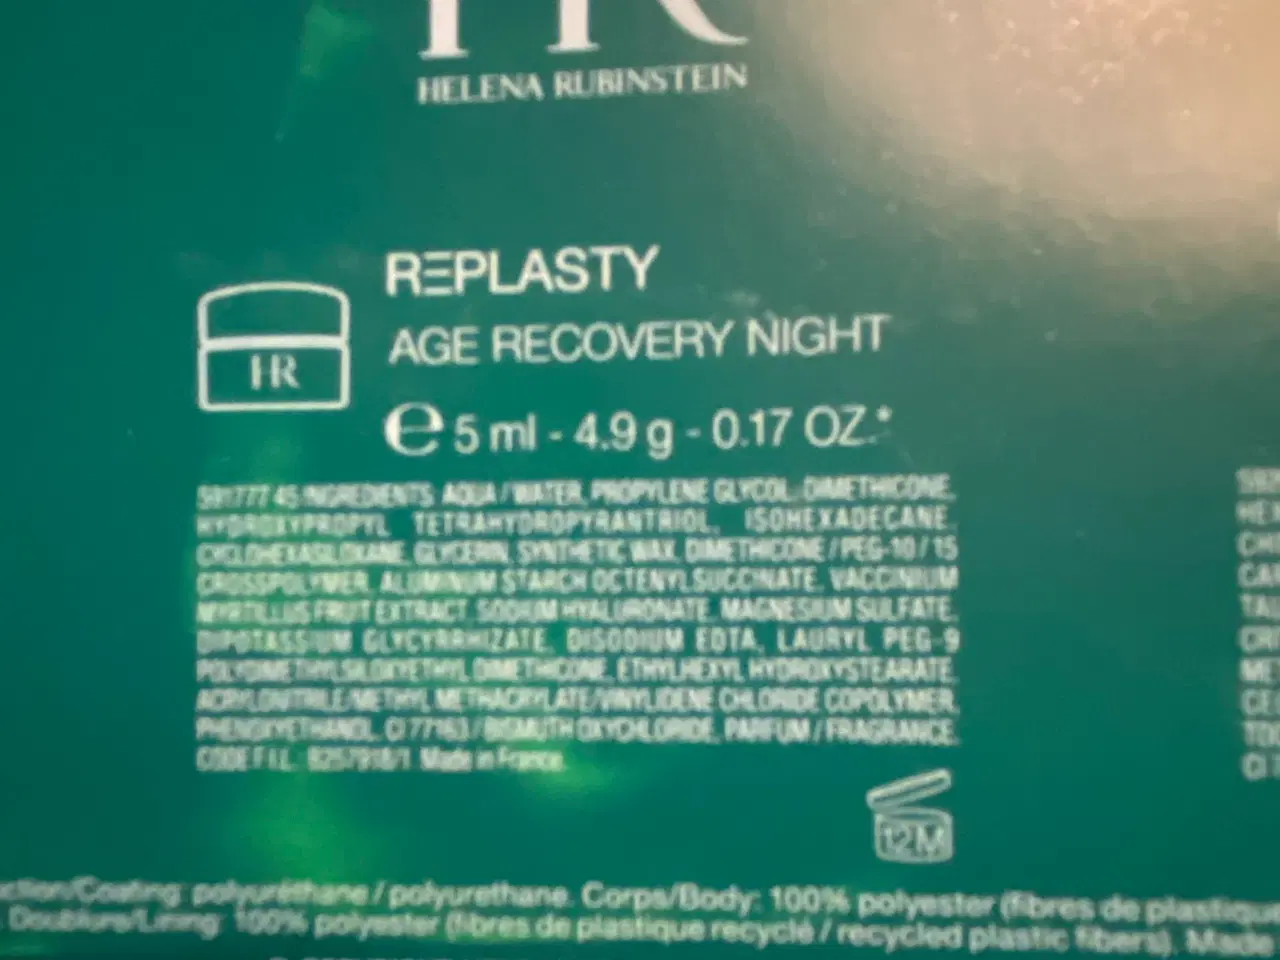 HR
HELENA RUBINSTEIN
REPLASTY
AGE RECOVERY NIGHT
HR
e 5 ml - 4.9 g - 0.17 OZ.*
INGREDIENTS: AQUA / WATER, PROPYLENE GLYCOL, DIMETHICONE,
HYDROXYPROPYL TETRAHYDROPYRANTRIOL, ISOHEXADECANE,
CYCLOHEXASILOXANE, GLYCERIN, SYNTHETIC WAX, DIMETHICONE / PEG-10 / 15
CROSSPOLYMER, ALUMINUM STARCH OCTENYLSUCCINATE, VACCINIUM
MYRTILLUS FRUIT EXTRACT, SODIUM HYALURONATE, MAGNESIUM SULFATE,
DIPOTASSIUM GLYCYRRHIZATE, DISODIUM EDTA, LAURYL PEG-9
POLYDIMETHYLSILOXYETHYL DIMETHICONE, ETHYLHEXYL HYDROXYSTEARATE,
ACRYLONITRILE/METHYL METHACRYLATE/VINYLIDENE CHLORIDE COPOLYMER,
PHENOXYETHANOL, CI 77163 / BISMUTH OXYCHLORIDE, PARFUM / FRAGRANCE.
CODE F.I.L. Made in France.
12M
Coating: polyuréthane / polyurethane. Corps/Body: 100% polyester (fibres de plastique
Doublure/Lining: 100% polyester (fibres de plastique recyclé / recycled plastic fibers). Made